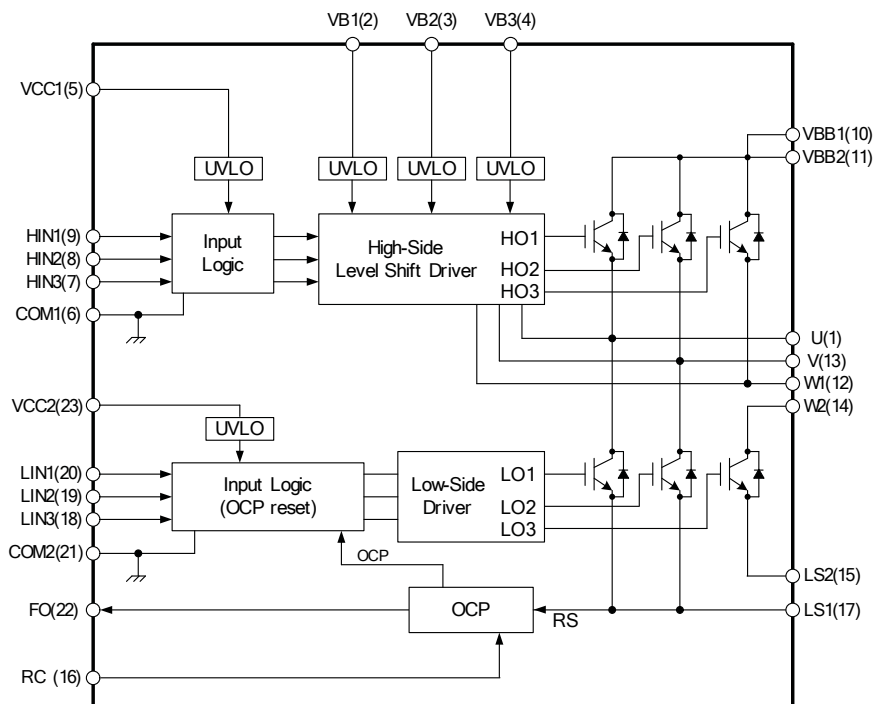 VB1(2) VB2(3) VB3(4)
VCC1(5)
VBB1(10)
VBB2(11)
UVLO UVLO UVLO UVLO
HIN1(9)
HIN2(8)
HIN3(7)
Input
Logic
High-Side
Level Shift Driver
HO1
HO2
HO3
COM1(6)
U(1)
V(13)
W1(12)
VCC2(23)
W2(14)
UVLO
LIN1(20)
LIN2(19)
LIN3(18)
Input Logic
(OCP reset)
Low-Side
Driver
LO1
LO2
LO3
COM2(21)
OCP
LS2(15)
FO(22)
OCP
RS
LS1(17)
RC (16)